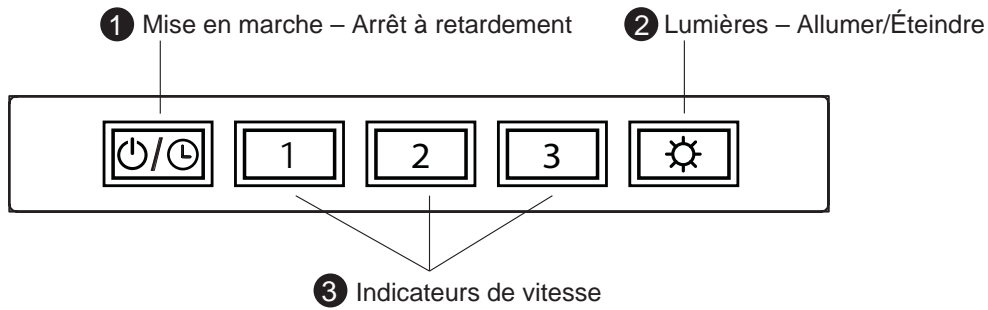 1 Mise en marche – Arrêt à retardement 2 Lumières – Allumer/Éteindre
/ 1 2 3
3 Indicateurs de vitesse